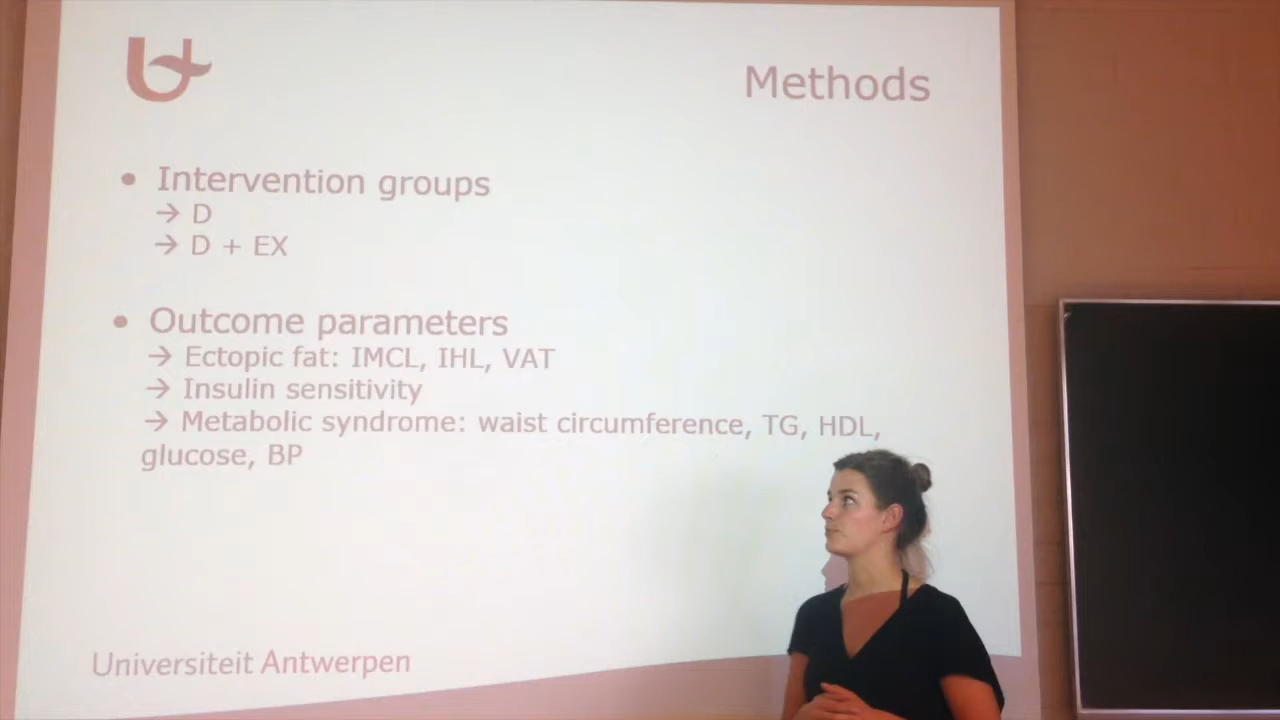 Methods
• Intervention groups
→ D
→ D + EX
• Outcome parameters
→ Ectopic fat: IMCL, IHL, VAT
→ Insulin sensitivity
→ Metabolic syndrome: waist circumference, TG, HDL,
glucose, BP
Universiteit Antwerpen